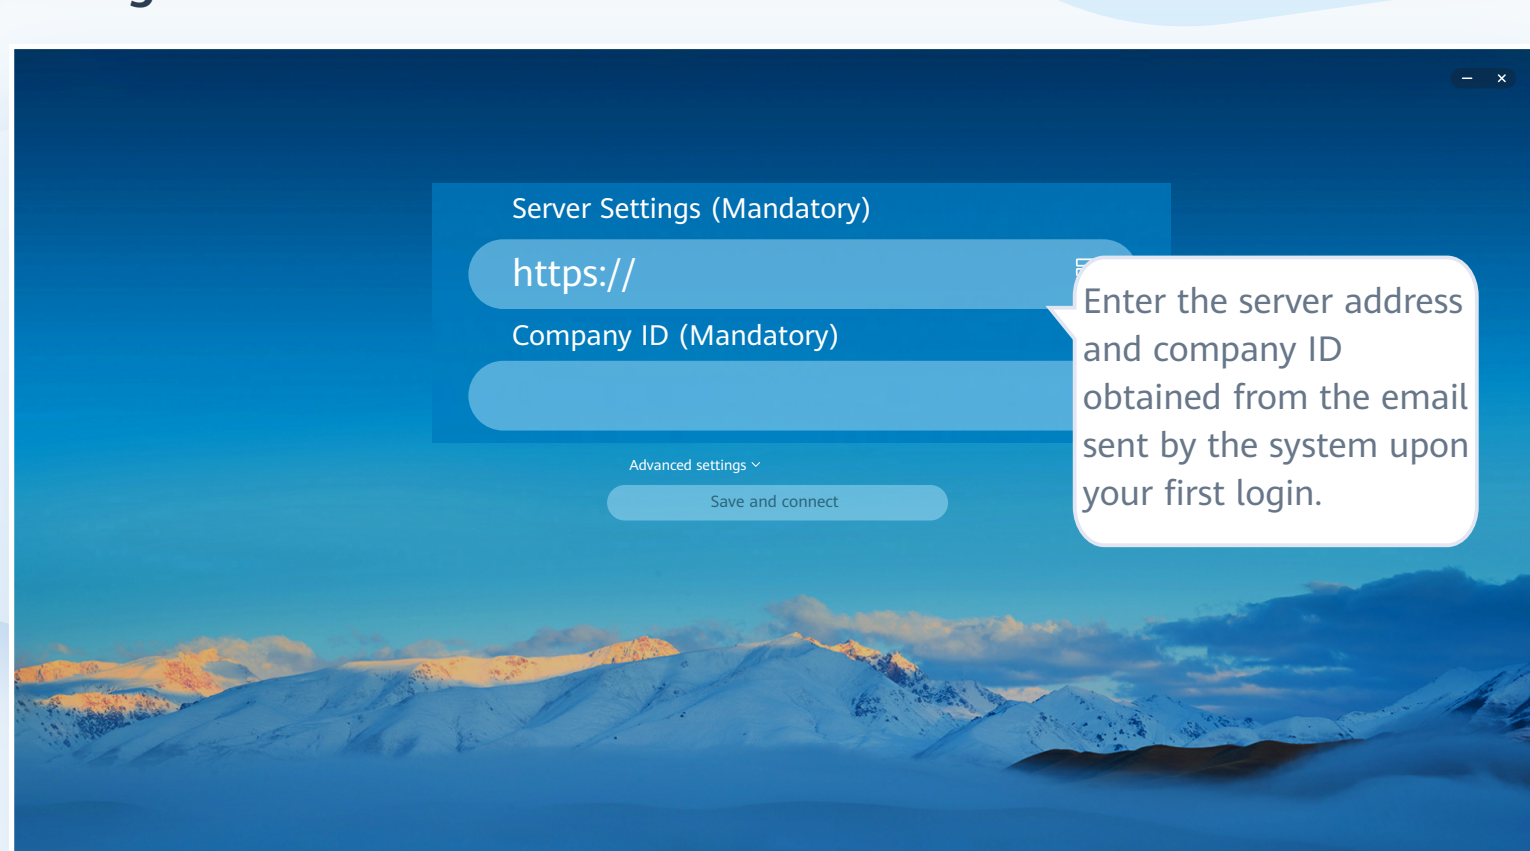 Server Settings (Mandatory)
https://
Company ID (Mandatory)
Enter the server address
and company ID
obtained from the email
sent by the system upon
your first login.
Advanced settings
Save and connect